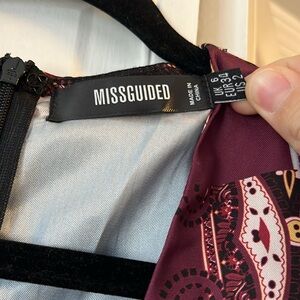 MISSGUIDED
MADE IN
CHINA
UK 6
EUR 34
US 2